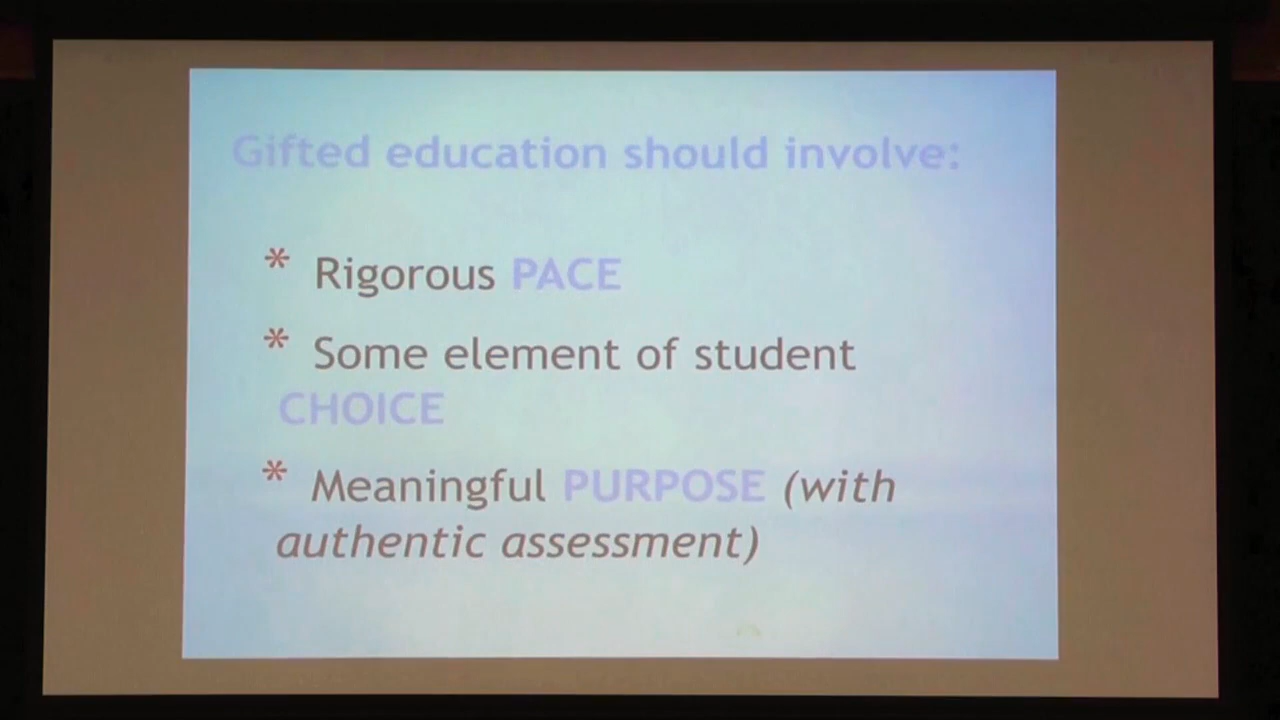 Gifted education should involve:
* Rigorous PACE
* Some element of student
CHOICE
* Meaningful PURPOSE (with
authentic assessment)